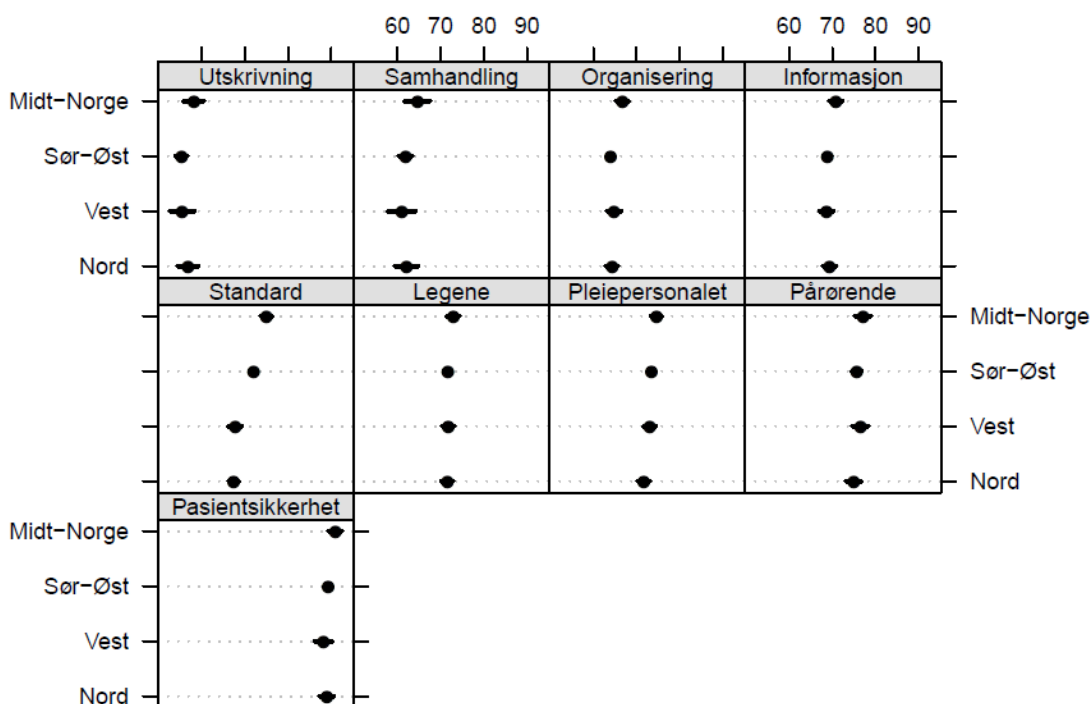 60 70 80 90 60 70 80 90
Utskrivning Samhandling Organisering Informasjon
Midt−Norge
Sør−Øst
Vest
Nord
Standard Legene Pleiepersonalet Pårørende
Midt−Norge
Sør−Øst
Vest
Nord
Pasientsikkerhet
Midt−Norge
Sør−Øst
Vest
Nord